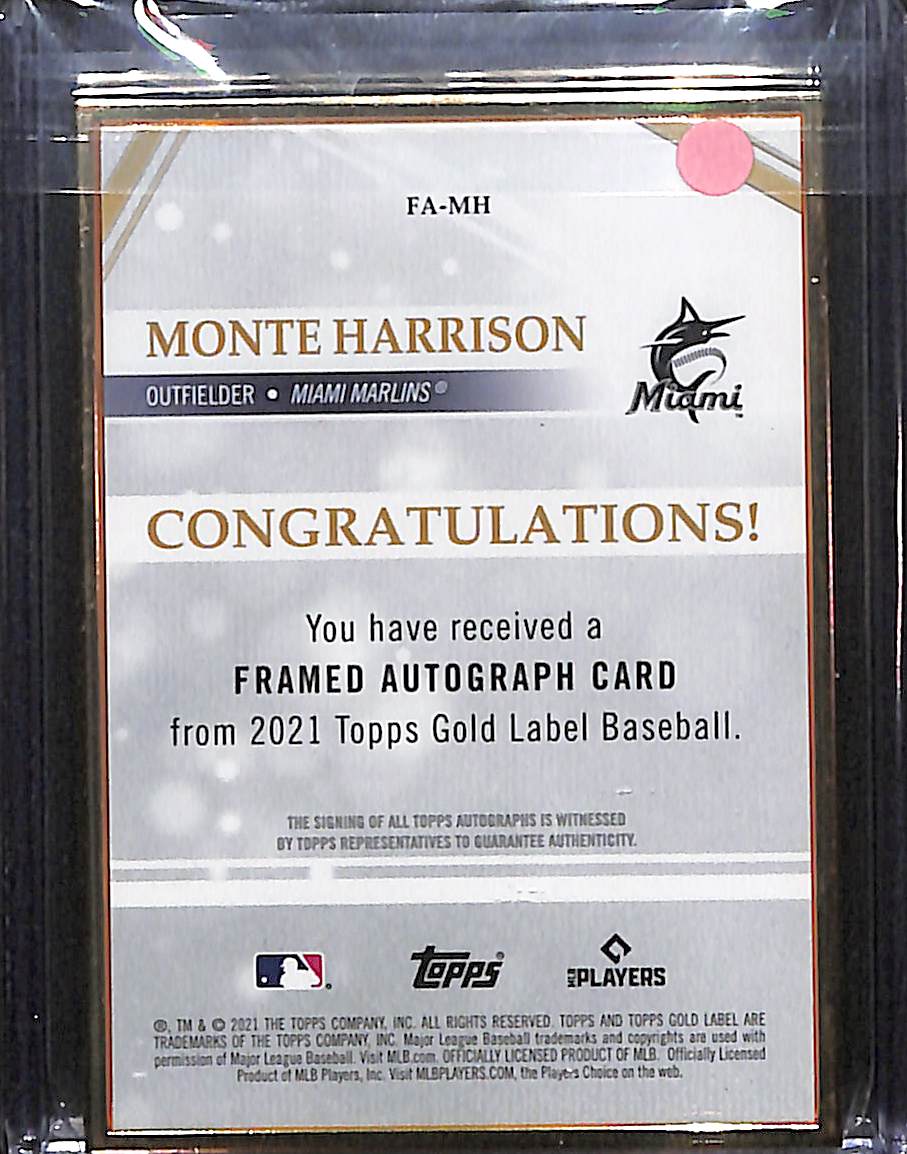 FA-MH
MONTE HARRISON
OUTFIELDER • MIAMI MARLINS®
Miami
CONGRATULATIONS!
You have received a
FRAMED AUTOGRAPH CARD
from 2021 Topps Gold Label Baseball.
THE SIGNING OF ALL TOPPS AUTOGRAPHS IS WITNESSED
BY TOPPS REPRESENTATIVES TO GUARANTEE AUTHENTICITY.
topps MLB PLAYERS
®, TM & © 2021 THE TOPPS COMPANY, INC. ALL RIGHTS RESERVED. TOPPS AND TOPPS GOLD LABEL ARE
TRADEMARKS OF THE TOPPS COMPANY, INC. Major League Baseball trademarks and copyrights are used with
permission of Major League Baseball. Visit MLB.com. OFFICIALLY LICENSED PRODUCT OF MLB. Officially Licensed
Product of MLB Players, Inc. Visit MLBPLAYERS.COM, the Players Choice on the web.